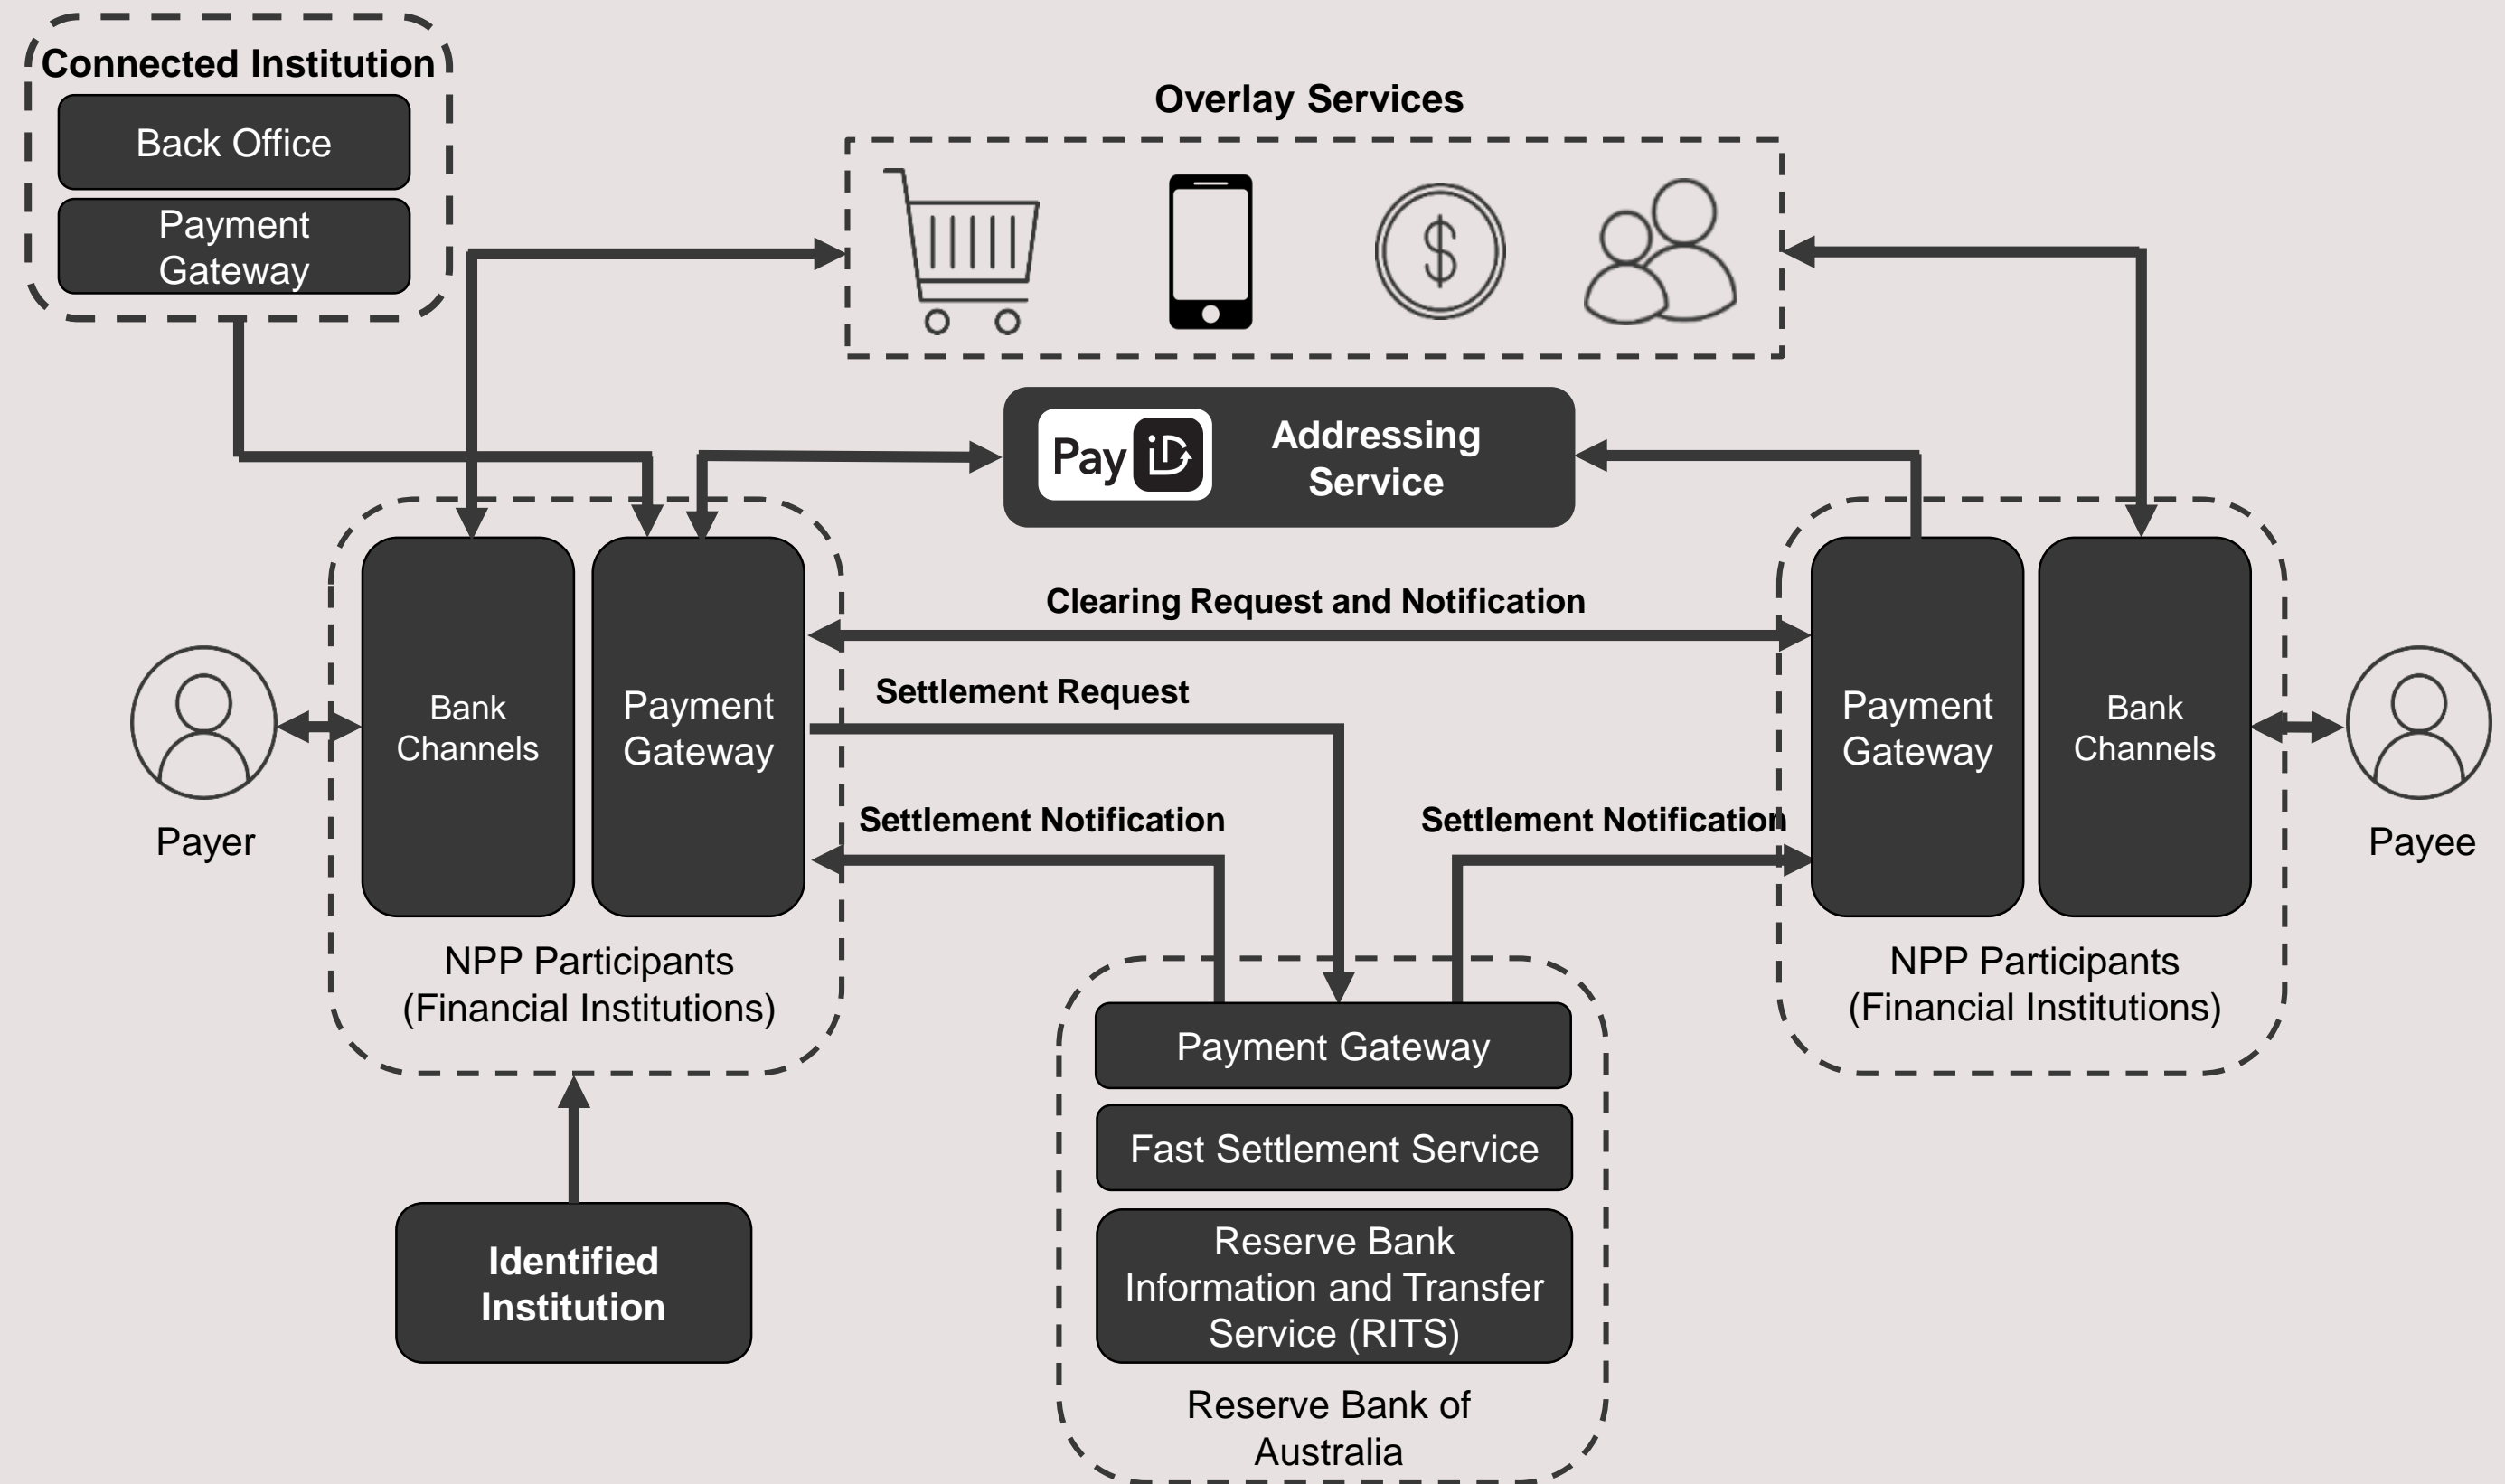 Connected Institution
Back Office
Payment
Gateway
Overlay Services
$
Pay iD
Addressing
Service
Clearing Request and Notification
Settlement Request
Settlement Notification
Settlement Notification
Bank
Channels
Payment
Gateway
Payment
Gateway
Bank
Channels
Payer
Payee
NPP Participants
(Financial Institutions)
NPP Participants
(Financial Institutions)
Payment Gateway
Fast Settlement Service
Reserve Bank
Information and Transfer
Service (RITS)
Reserve Bank of
Australia
Identified
Institution